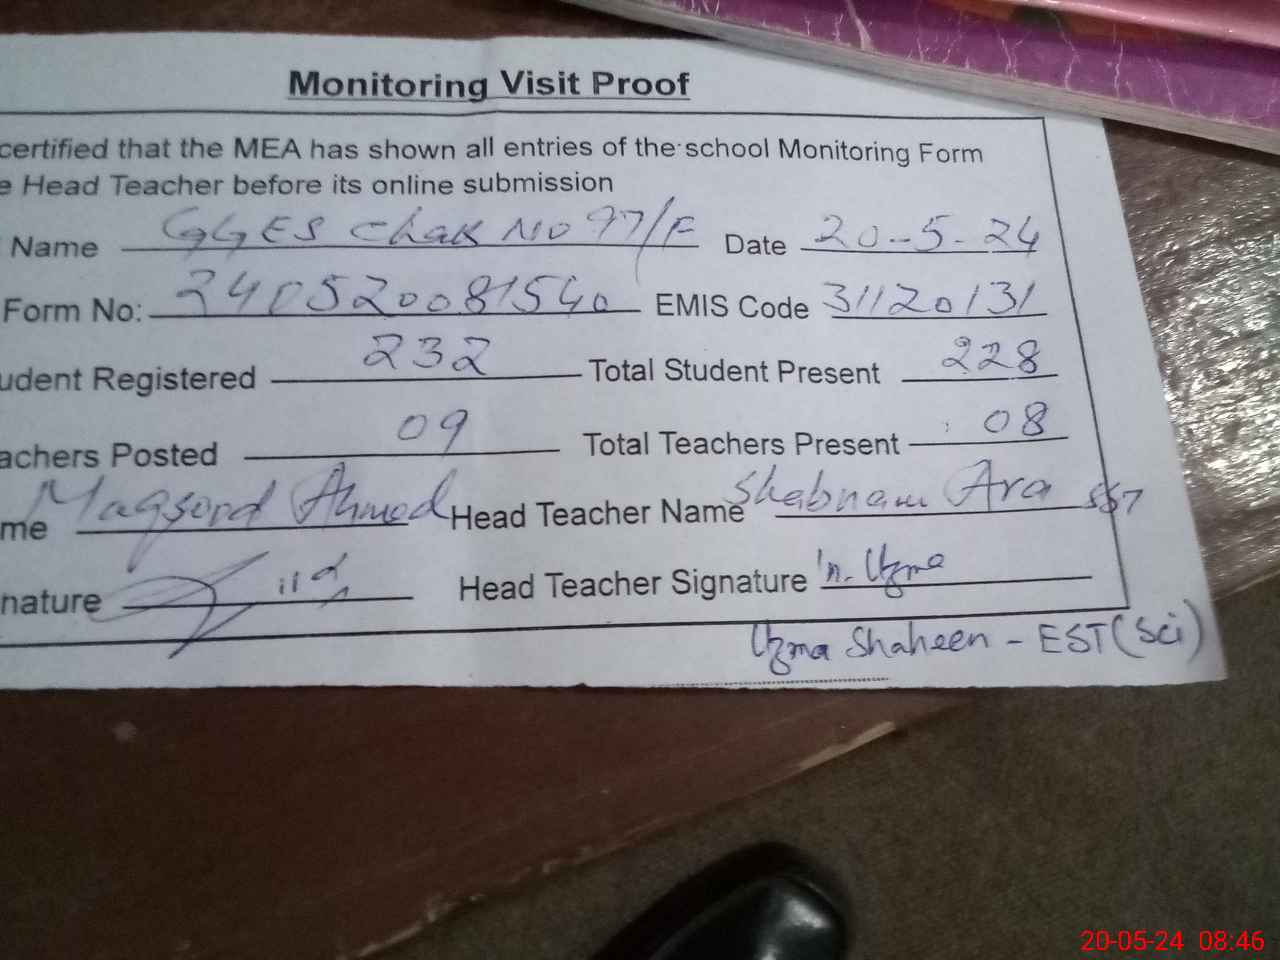 Monitoring Visit Proof
certified that the MEA has shown all entries of the school Monitoring Form
e Head Teacher before its online submission
Name GGES Chak No 97/F Date 20-5-24
Form No: 240520081540 EMIS Code 31120131
udent Registered 232 Total Student Present 228
achers Posted 09 Total Teachers Present 08
me Maqsood Ahmed Head Teacher Name Shabnam Ara
nature Head Teacher Signature Uzma
Uzma Shaheen - EST (Sci)
20-05-24 08:46